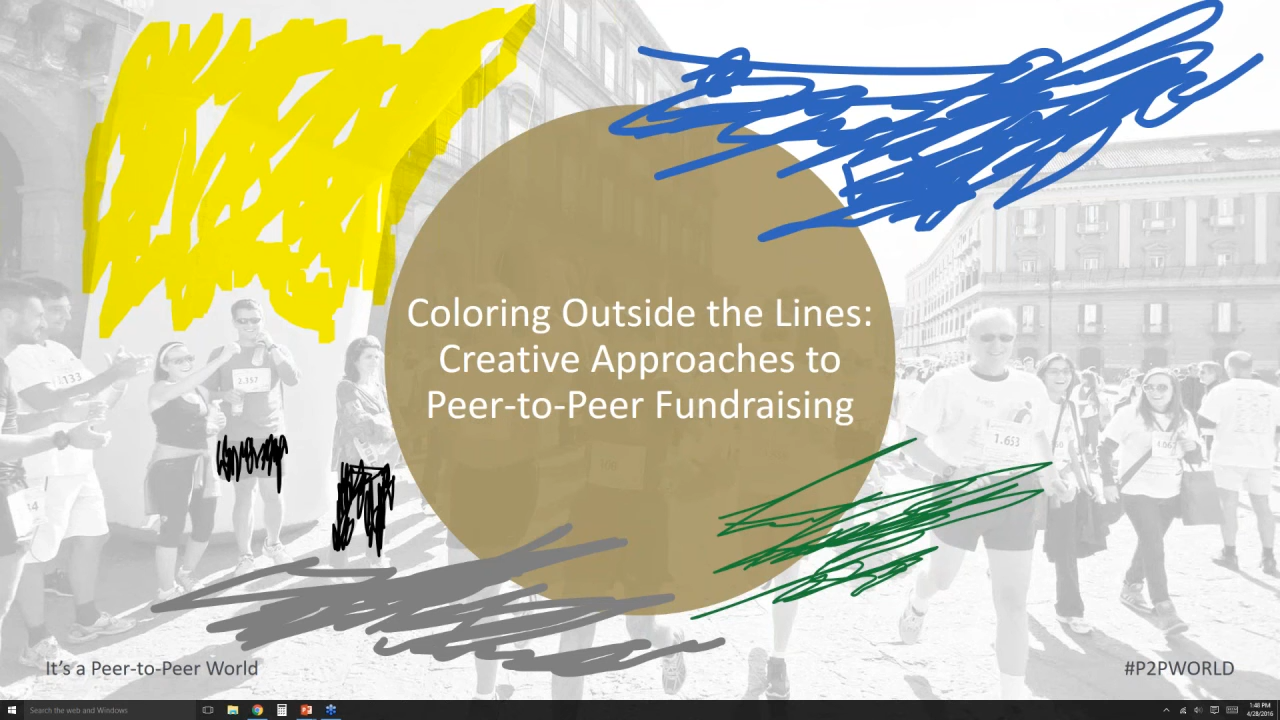 2,157
133
Coloring Outside the Lines:
Creative Approaches to
Peer-to-Peer Fundraising
1.653
It's a Peer-to-Peer World
#P2PWORLD
Search the web and Windows
1:48 PM
4/28/2016